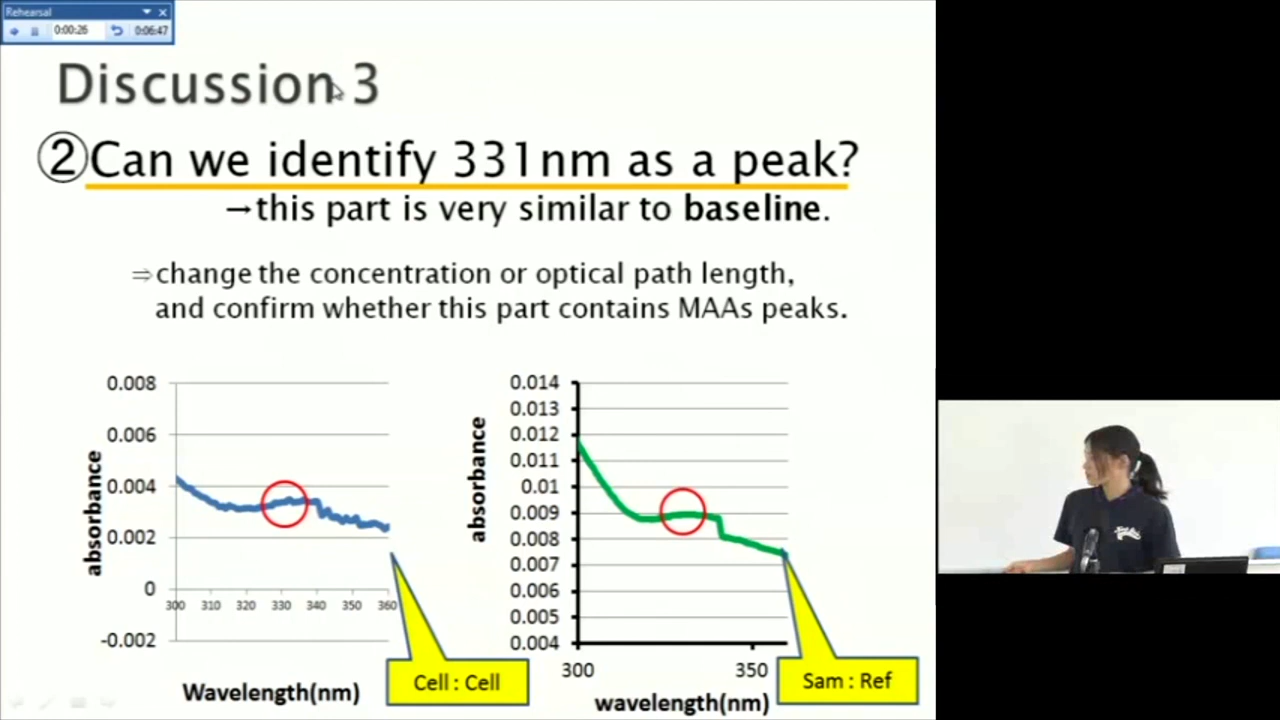 Rehearsal
0:00:26
0:06:47
Discussion 3
②Can we identify 331nm as a peak?
→this part is very similar to baseline.
⇒change the concentration or optical path length,
and confirm whether this part contains MAAs peaks.
0.008
0.006
0.004
0.002
0
-0.002
absorbance
300 310 320 330 340 350 360
Wavelength(nm)
Cell : Cell
0.014
0.013
0.012
0.011
0.01
0.009
0.008
0.007
0.006
0.005
0.004
absorbance
300 350
wavelength(nm)
Sam : Ref